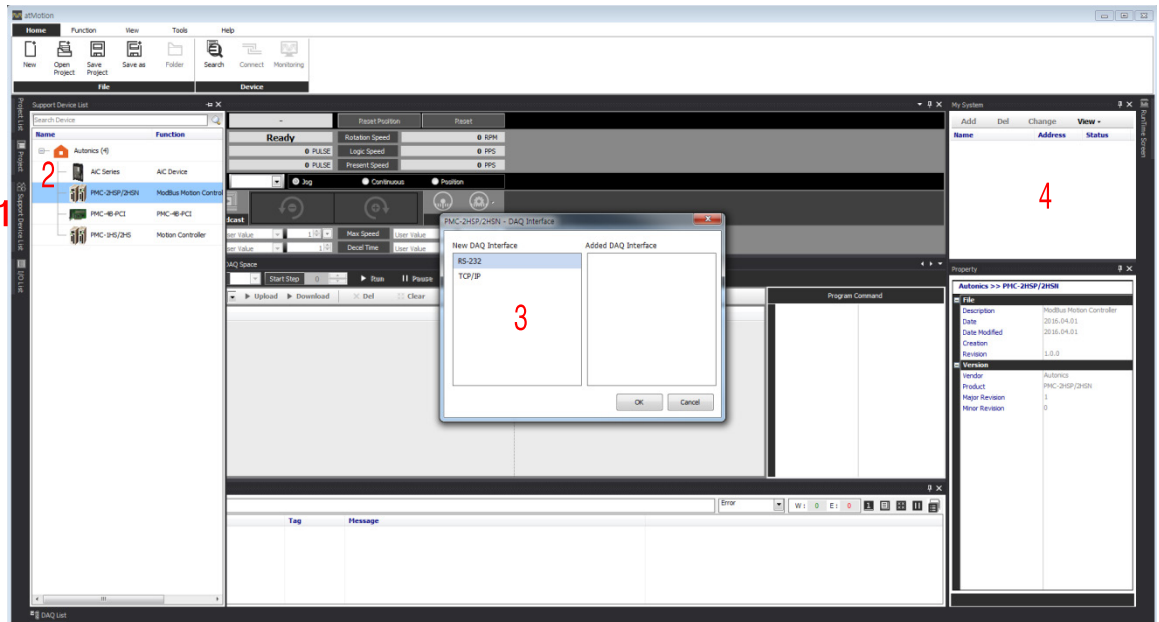 atMotion
Home Function View Tools Help
New Open Project Save Project Save as Folder Search Connect Monitoring
File Device
Project List
Project
Support Device List
I/O List
1
Support Device List
Search Device
Name Function
Autonics (4)
2
AiC Series AiC Device
PMC-2HSP/2HSN ModBus Motion Control
PMC-4B-PCI PMC-4B-PCI
PMC-1HS/2HS Motion Controller
DAQ List
- Preset Position Preset
Ready Rotation Speed 0 RPM
0 PULSE Logic Speed 0 PPS
0 PULSE Present Speed 0 PPS
Jog Continuous Position
dcast
ser Value 1 Max Speed User Value
ser Value 1 Decel Time User Value
DAQ Space
Start Step 0 Run Pause
Upload Download Del Clear
Program Command
PMC-2HSP/2HSN - DAQ Interface
New DAQ Interface Added DAQ Interface
RS-232
TCP/IP
3
OK Cancel
Error W : 0 E : 0
Tag Message
My System
Add Del Change View
Name Address Status
4
RunTime Screen
Property
Autonics >> PMC-2HSP/2HSN
File
Description ModBus Motion Controller
Date 2016.04.01
Date Modified 2016.04.01
Creation
Revision 1.0.0
Version
Vendor Autonics
Product PMC-2HSP/2HSN
Major Revision 1
Minor Revision 0